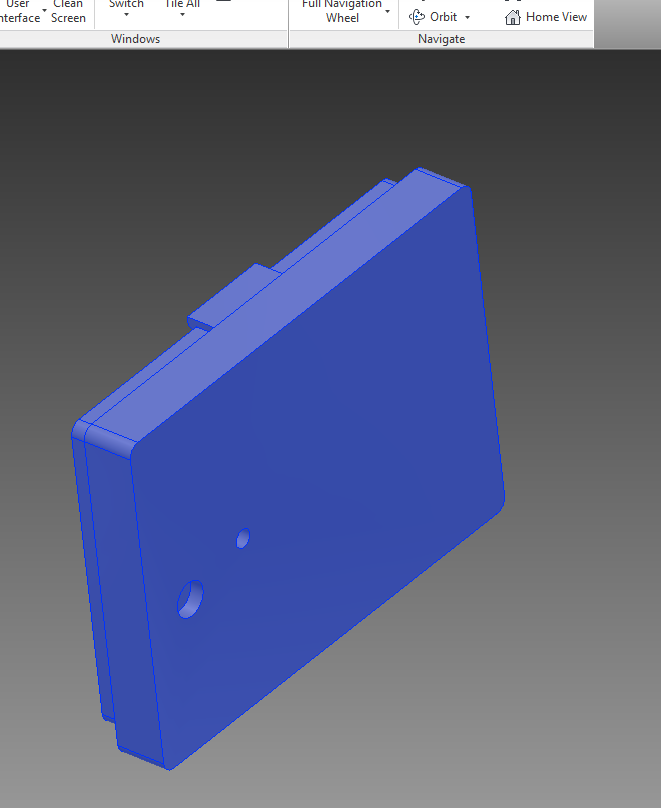 User
Interface
Clean
Screen
Switch
Tile All
Windows
Full Navigation
Wheel
Orbit
Home View
Navigate